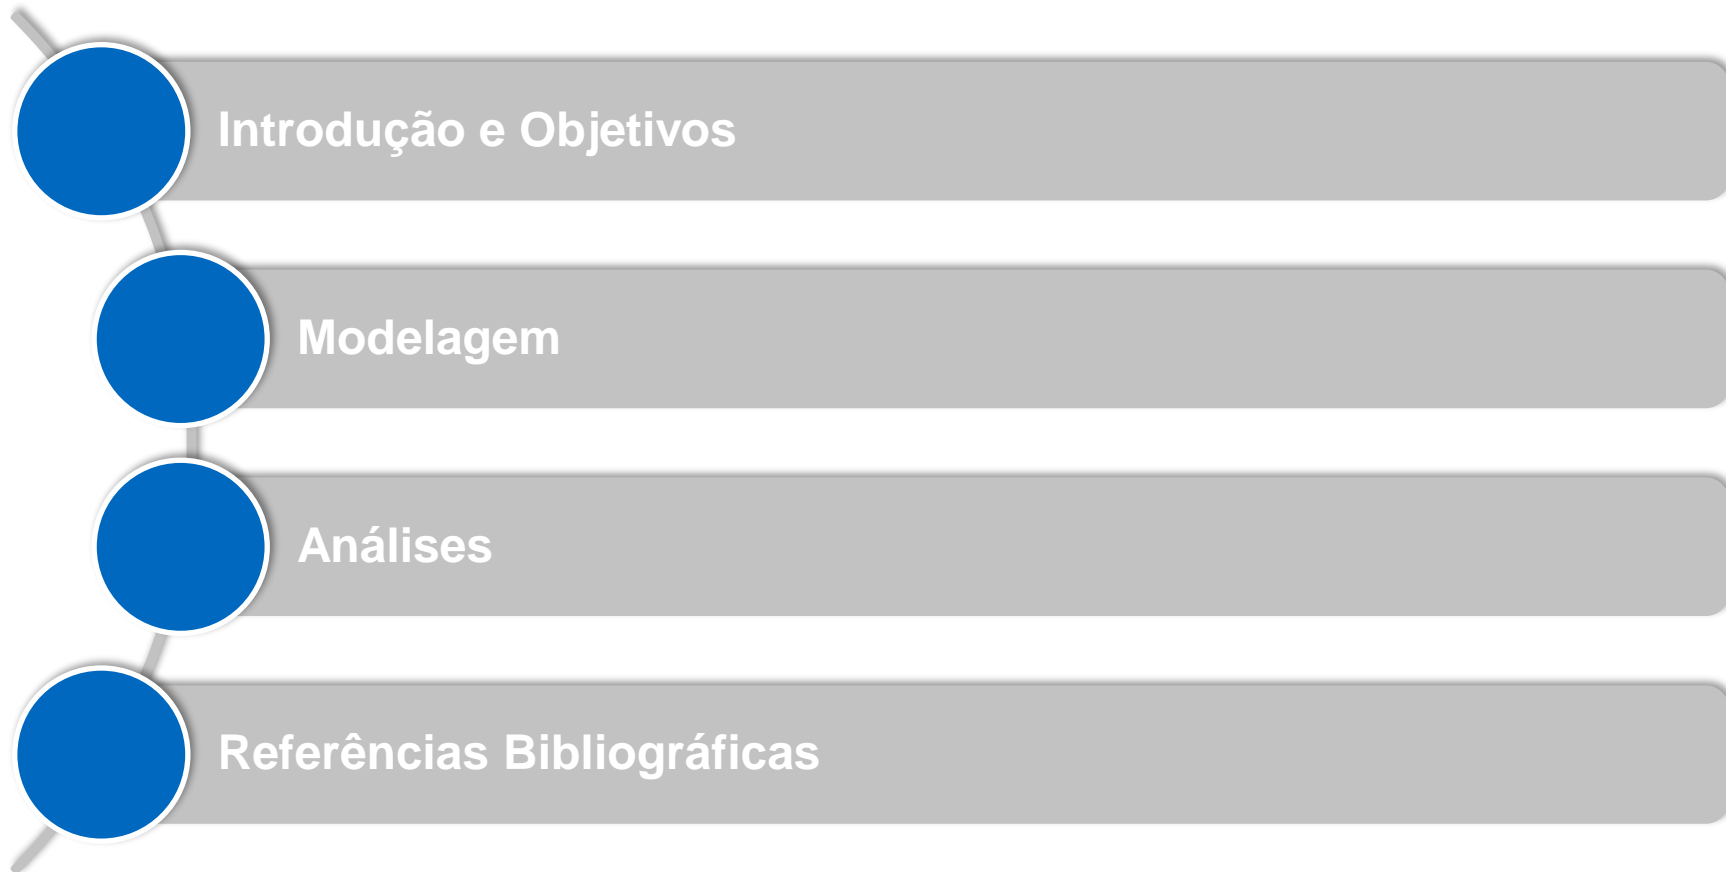 Introdução e Objetivos
Modelagem
Análises
Referências Bibliográficas